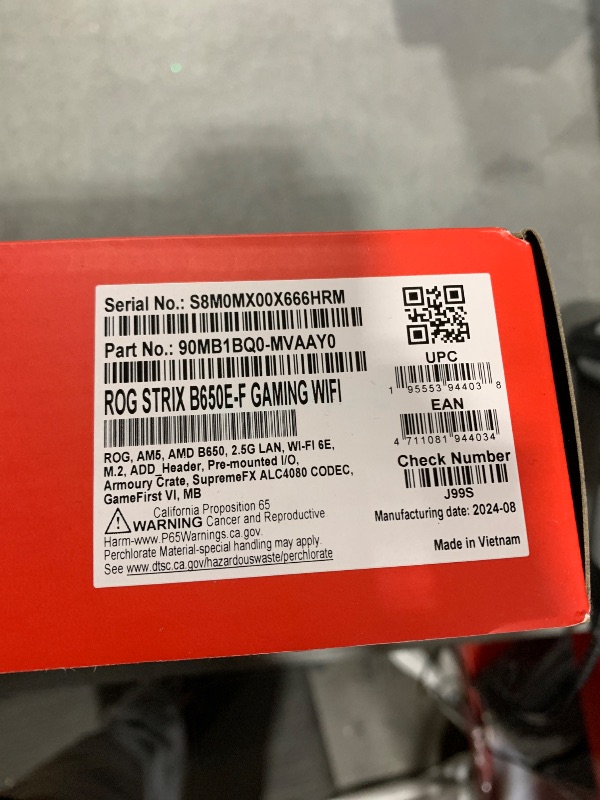 Serial No.: S8M0MX00X666HRM
Part No.: 90MB1BQ0-MVAAY0
ROG STRIX B650E-F GAMING WIFI
ROG, AM5, AMD B650, 2.5G LAN, WI-FI 6E,
M.2, ADD_Header, Pre-mounted I/O,
Armoury Crate, SupremeFX ALC4080 CODEC,
GameFirst VI, MB
California Proposition 65
WARNING Cancer and Reproductive
Harm-www.P65Warnings.ca.gov.
Perchlorate Material-special handling may apply.
See www.dtsc.ca.gov/hazardouswaste/perchlorate
UPC
1 95553 94403 8
EAN
4 711081 944034
Check Number
J99S
Manufacturing date: 2024-08
Made in Vietnam